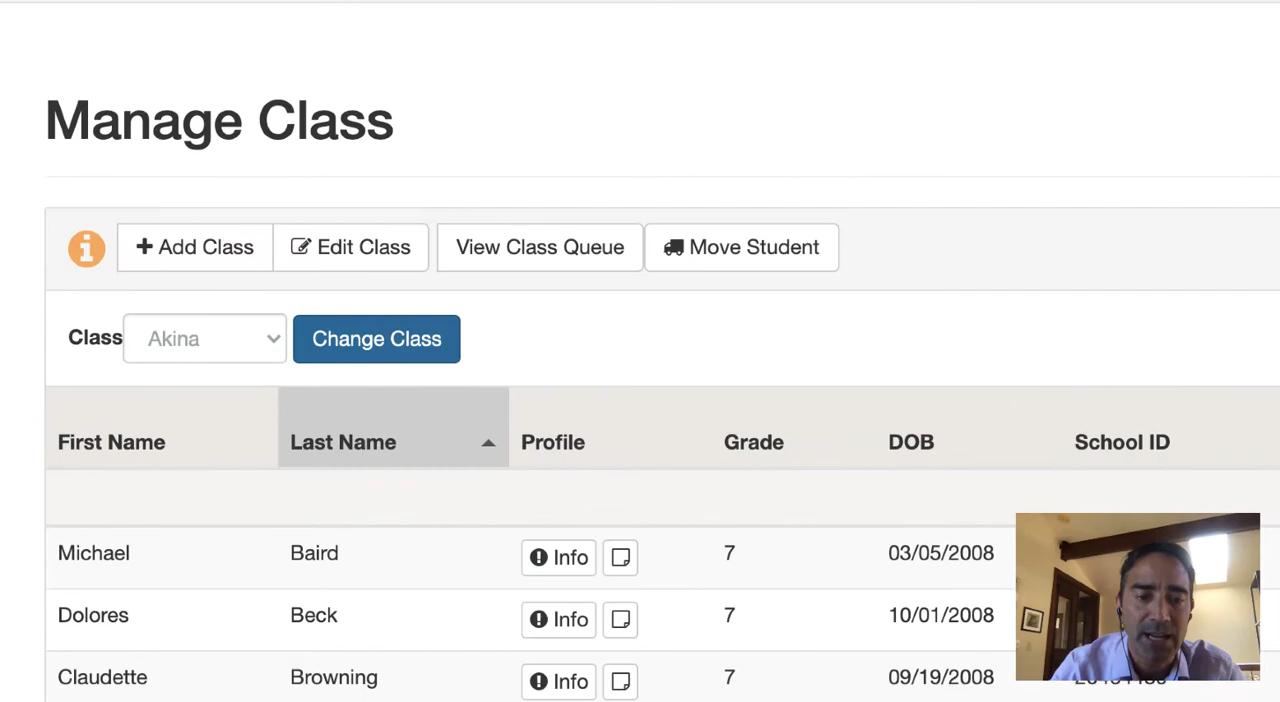 Manage Class
Add Class Edit Class View Class Queue Move Student
Class Akina Change Class
First Name Last Name Profile Grade DOB School ID
Michael Baird Info 7 03/05/2008
Dolores Beck Info 7 10/01/2008
Claudette Browning Info 7 09/19/2008